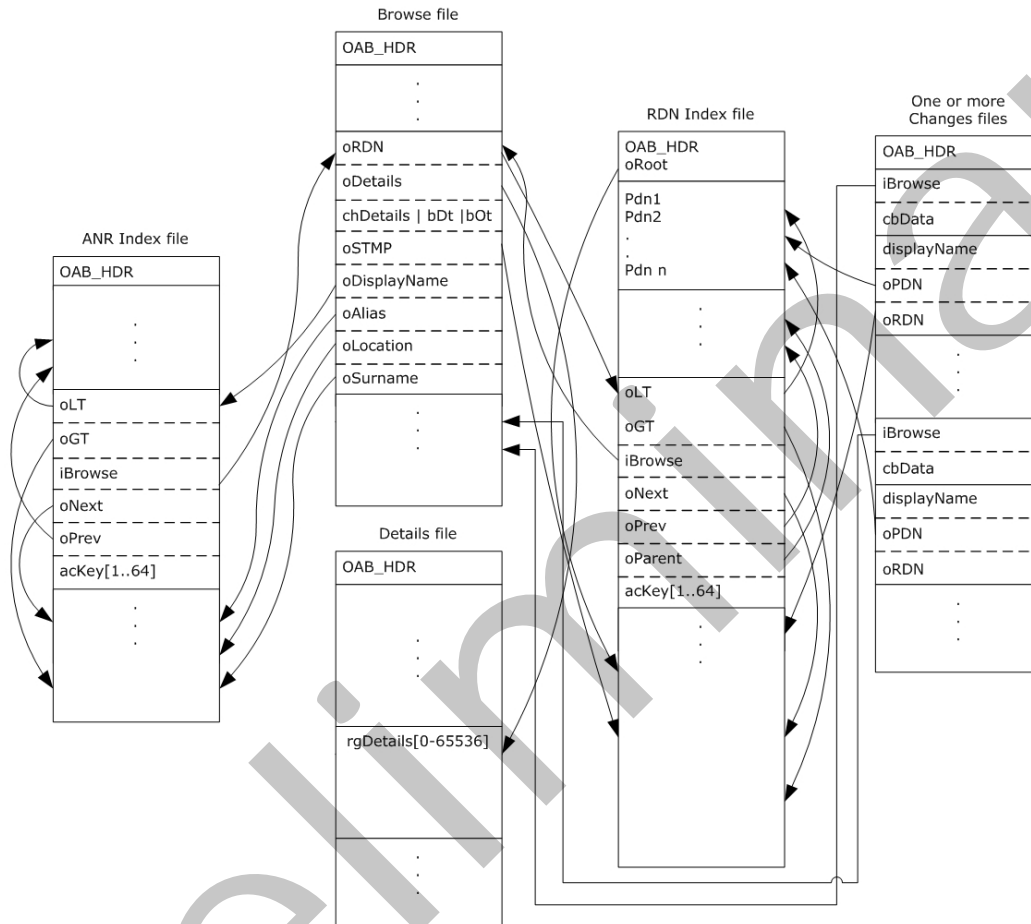 Browse file
OAB_HDR
.
.
.
oRDN
oDetails
chDetails | bDt |bOt
oSTMP
oDisplayName
oAlias
oLocation
oSurname
.
.
.
ANR Index file
OAB_HDR
.
.
.
oLT
oGT
iBrowse
oNext
oPrev
acKey[1..64]
.
.
.
Details file
OAB_HDR
.
.
.
rgDetails[0-65536]
.
.
.
RDN Index file
OAB_HDR
oRoot
Pdn1
Pdn2
.
.
Pdn n
.
.
.
oLT
oGT
iBrowse
oNext
oPrev
oParent
acKey[1..64]
.
.
.
One or more
Changes files
OAB_HDR
iBrowse
cbData
displayName
oPDN
oRDN
.
.
.
iBrowse
cbData
displayName
oPDN
oRDN
.
.
.
elimina